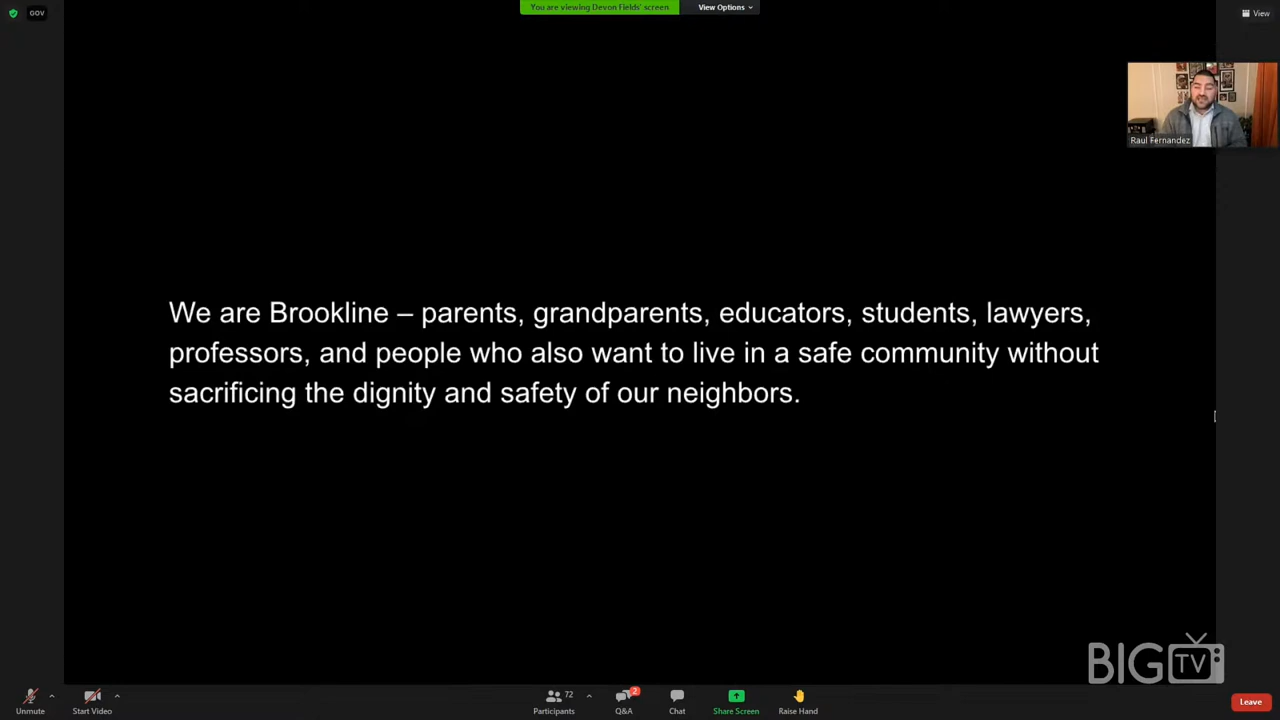 GOV
You are viewing Devon Fields' screen
View Options
View
Raul Fernandez
We are Brookline – parents, grandparents, educators, students, lawyers,
professors, and people who also want to live in a safe community without
sacrificing the dignity and safety of our neighbors.
BIG TV
Unmute
Start Video
72
Participants
2
Q&A
Chat
Share Screen
Raise Hand
Leave